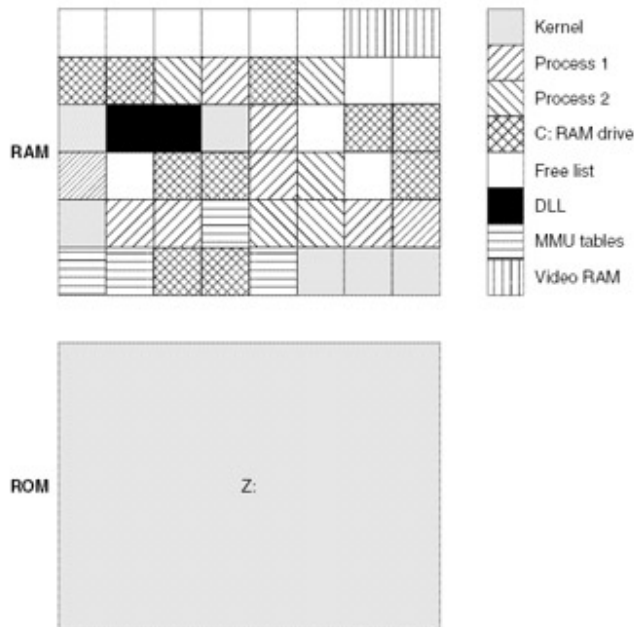 Kernel
Process 1
Process 2
C: RAM drive
RAM
Free list
DLL
MMU tables
Video RAM
ROM
Z: